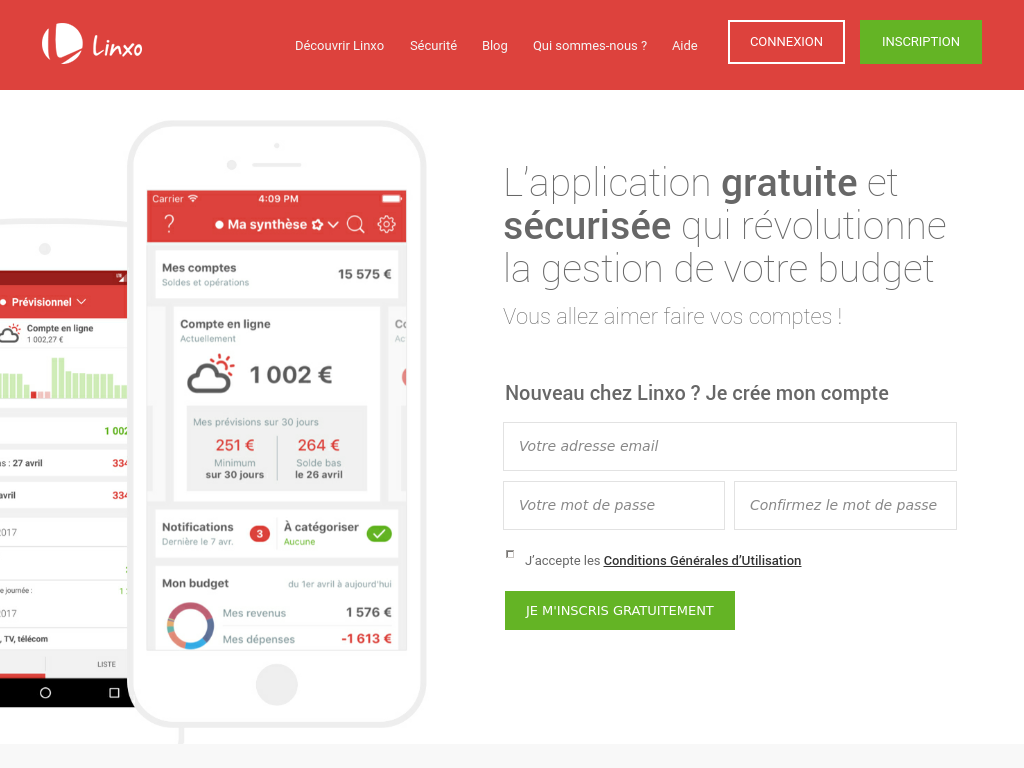 Linxo
Découvrir Linxo
Sécurité
Blog
Qui sommes-nous ?
Aide
CONNEXION
INSCRIPTION
Carrier
4:09 PM
?
Ma synthèse
Mes comptes
15 575 €
Soldes et opérations
Compte en ligne
Actuellement
1 002 €
Mes prévisions sur 30 jours
251 €
264 €
Minimum
Solde bas
sur 30 jours
le 26 avril
Notifications
3
À catégoriser
Dernière le 7 avr.
Aucune
Mon budget
du 1er avril à aujourd'hui
Mes revenus
1 576 €
Mes dépenses
-1 613 €
Prévisionnel
Compte en ligne
1 002,27 €
1 002
: 27 avril
334
avril
334
2017
journée :
2017
, TV, télécom
LISTE
L'application gratuite et
sécurisée qui révolutionne
la gestion de votre budget
Vous allez aimer faire vos comptes !
Nouveau chez Linxo ? Je crée mon compte
Votre adresse email
Votre mot de passe
Confirmez le mot de passe
J'accepte les Conditions Générales d'Utilisation
JE M'INSCRIS GRATUITEMENT